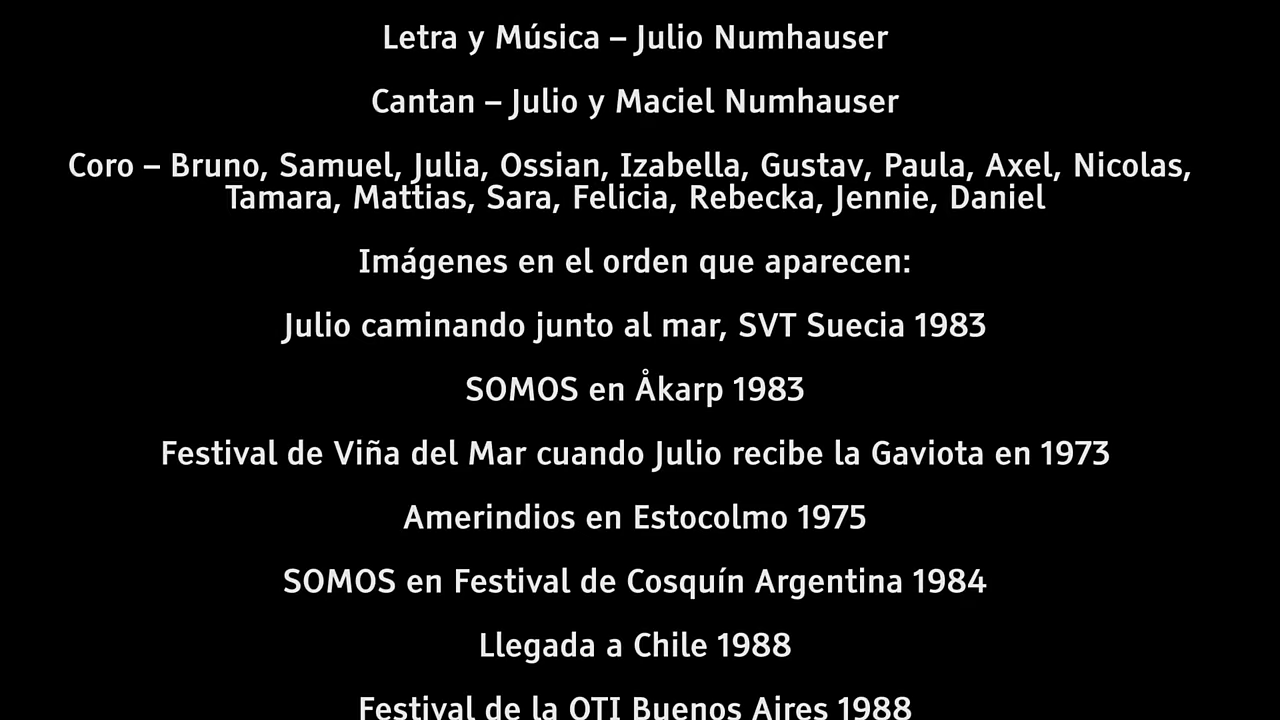 Letra y Música – Julio Numhauser
Cantan – Julio y Maciel Numhauser
Coro – Bruno, Samuel, Julia, Ossian, Izabella, Gustav, Paula, Axel, Nicolas,
Tamara, Mattias, Sara, Felicia, Rebecka, Jennie, Daniel
Imágenes en el orden que aparecen:
Julio caminando junto al mar, SVT Suecia 1983
SOMOS en Åkarp 1983
Festival de Viña del Mar cuando Julio recibe la Gaviota en 1973
Amerindios en Estocolmo 1975
SOMOS en Festival de Cosquín Argentina 1984
Llegada a Chile 1988
Festival de la OTI Buenos Aires 1988